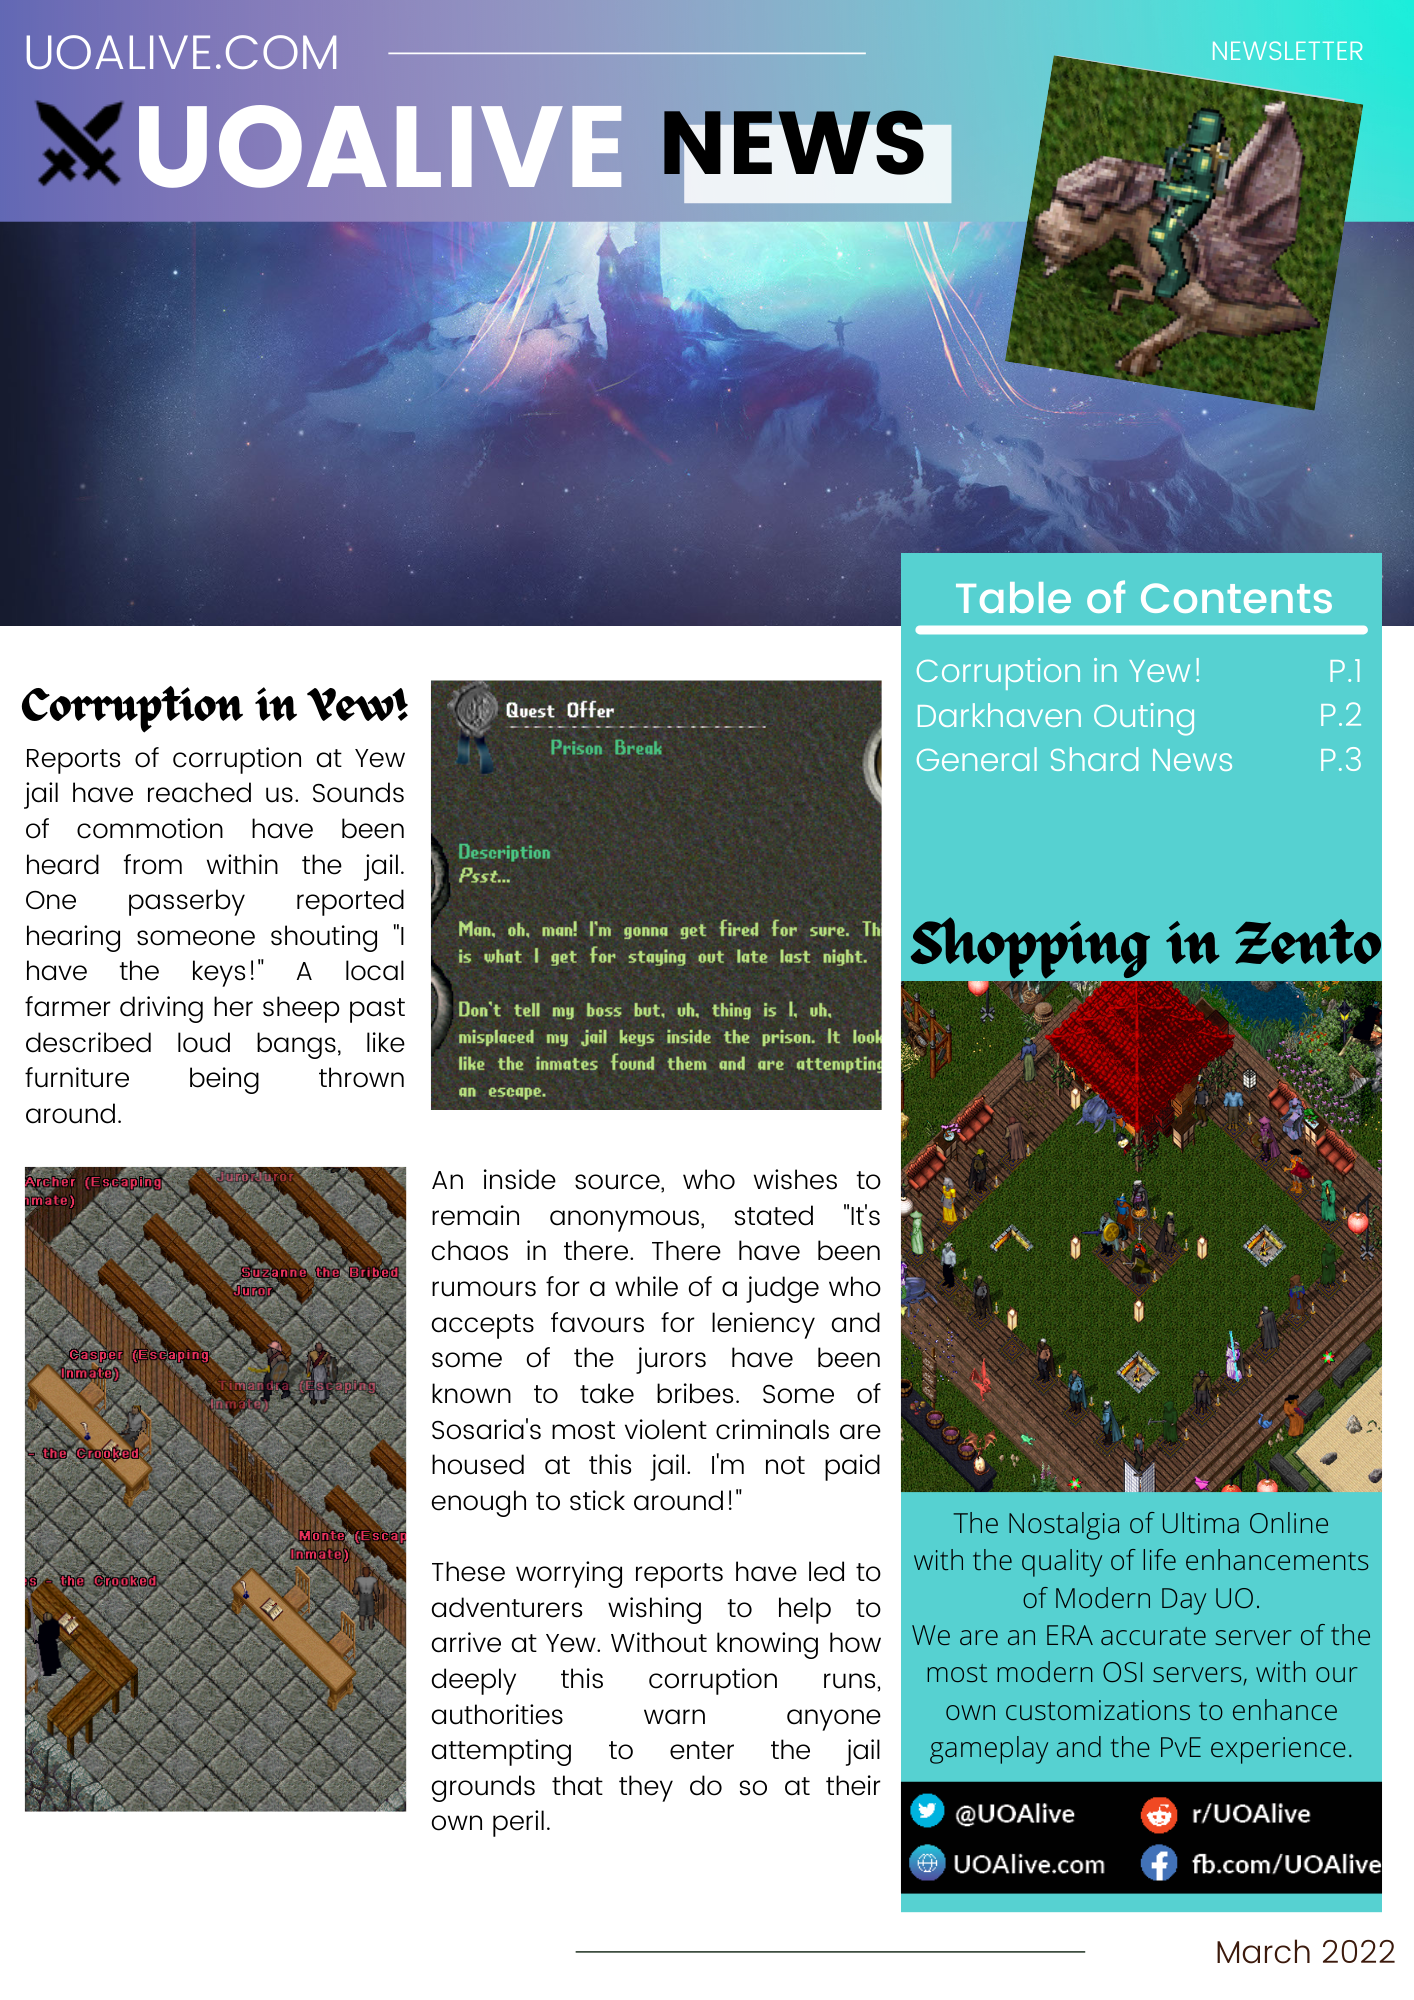 UOALIVE.COM
NEWSLETTER
UOALIVE NEWS
Table of Contents
Corruption in Yew! P.1
Darkhaven Outing P.2
General Shard News P.3
Corruption in Yew!
Reports of corruption at Yew
jail have reached us. Sounds
of commotion have been
heard from within the jail.
One passerby reported
hearing someone shouting "I
have the keys!" A local
farmer driving her sheep past
described loud bangs, like
furniture being thrown
around.
Quest Offer
Prison Break
Description
Psst...
Man, oh, man! I'm gonna get fired for sure. Th
is what I get for staying out late last night.
Don't tell my boss but, uh, thing is I, uh,
misplaced my jail keys inside the prison. It look
like the inmates found them and are attempting
an escape.
Archer (Escaping
nmate)
JurorJuror
Suzanne the Bribed
Juror
Casper (Escaping
Inmate)
Timandra (Escaping
Inmate)
- the Crooked
Monte (Escap
Inmate)
s - the Crooked
An inside source, who wishes to
remain anonymous, stated "It's
chaos in there. There have been
rumours for a while of a judge who
accepts favours for leniency and
some of the jurors have been
known to take bribes. Some of
Sosaria's most violent criminals are
housed at this jail. I'm not paid
enough to stick around!"
These worrying reports have led to
adventurers wishing to help to
arrive at Yew. Without knowing how
deeply this corruption runs,
authorities warn anyone
attempting to enter the jail
grounds that they do so at their
own peril.
Shopping in Zento
The Nostalgia of Ultima Online
with the quality of life enhancements
of Modern Day UO.
We are an ERA accurate server of the
most modern OSI servers, with our
own customizations to enhance
gameplay and the PvE experience.
@UOAlive
r/UOAlive
UOAlive.com
fb.com/UOAlive
March 2022